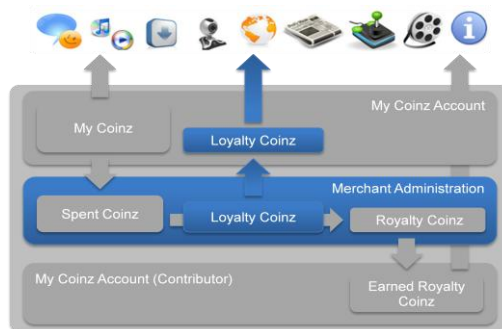 My Coinz Account
My Coinz
Loyalty Coinz
Merchant Administration
Spent Coinz
Loyalty Coinz
Royalty Coinz
My Coinz Account (Contributor)
Earned Royalty
Coinz